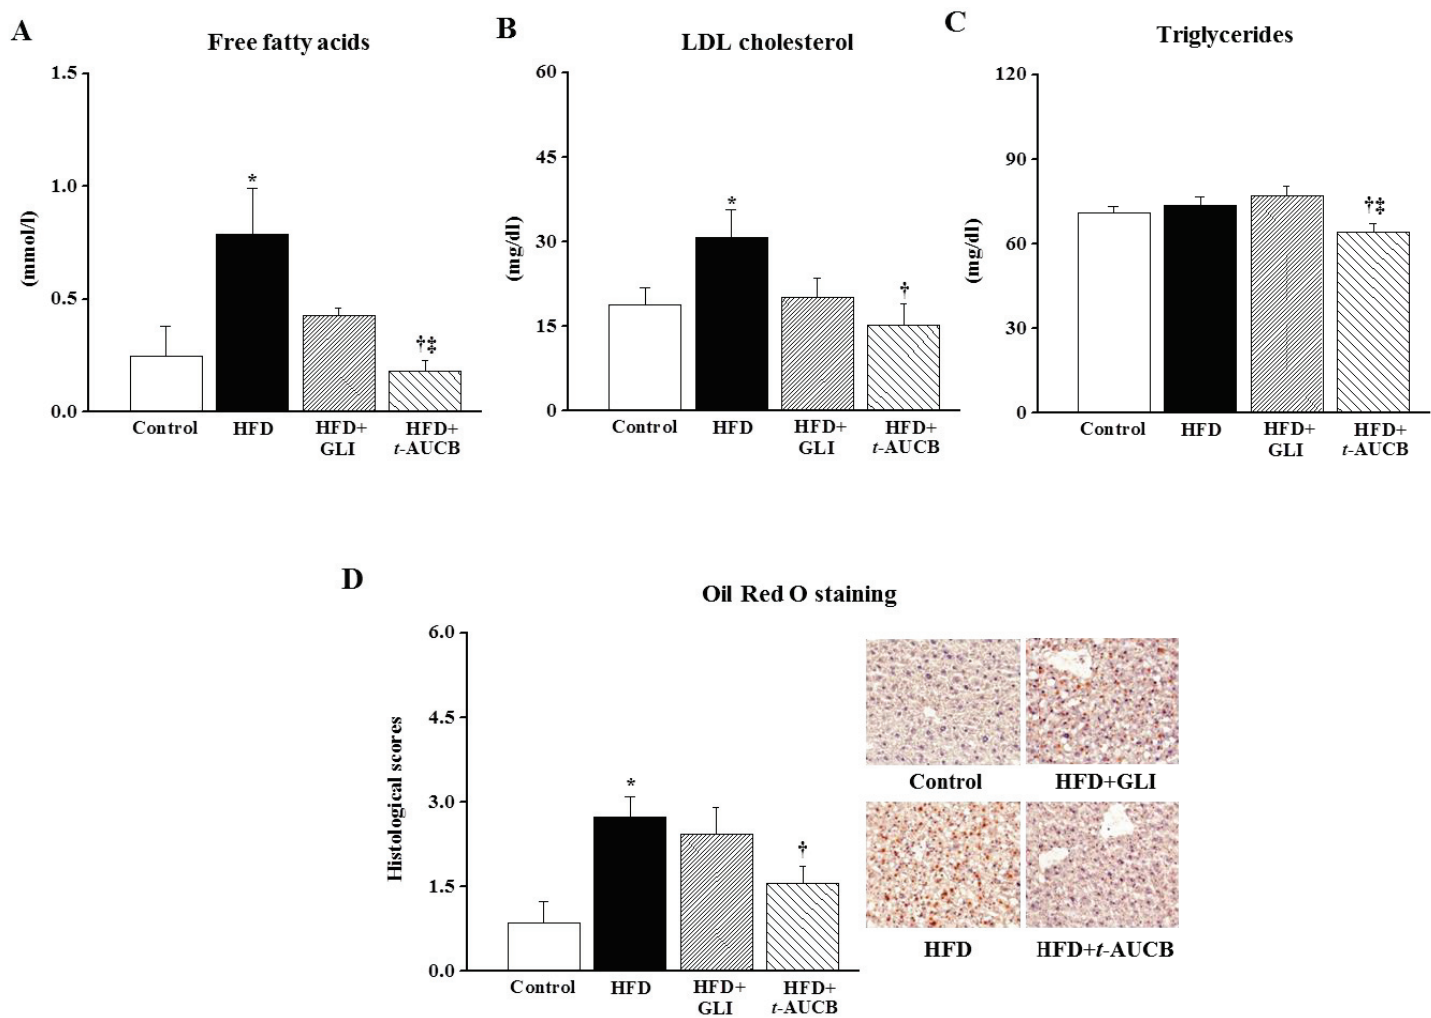 A
Free fatty acids
(mmol/l)
1.5
1.0
0.5
0.0
*
†‡
Control
HFD
HFD+
GLI
HFD+
t-AUCB
B
LDL cholesterol
(mg/dl)
60
45
30
15
0
*
†
Control
HFD
HFD+
GLI
HFD+
t-AUCB
C
Triglycerides
(mg/dl)
120
90
60
30
0
†‡
Control
HFD
HFD+
GLI
HFD+
t-AUCB
D
Oil Red O staining
Histological scores
6.0
4.5
3.0
1.5
0.0
*
†
Control
HFD
HFD+
GLI
HFD+
t-AUCB
Control
HFD+GLI
HFD
HFD+t-AUCB